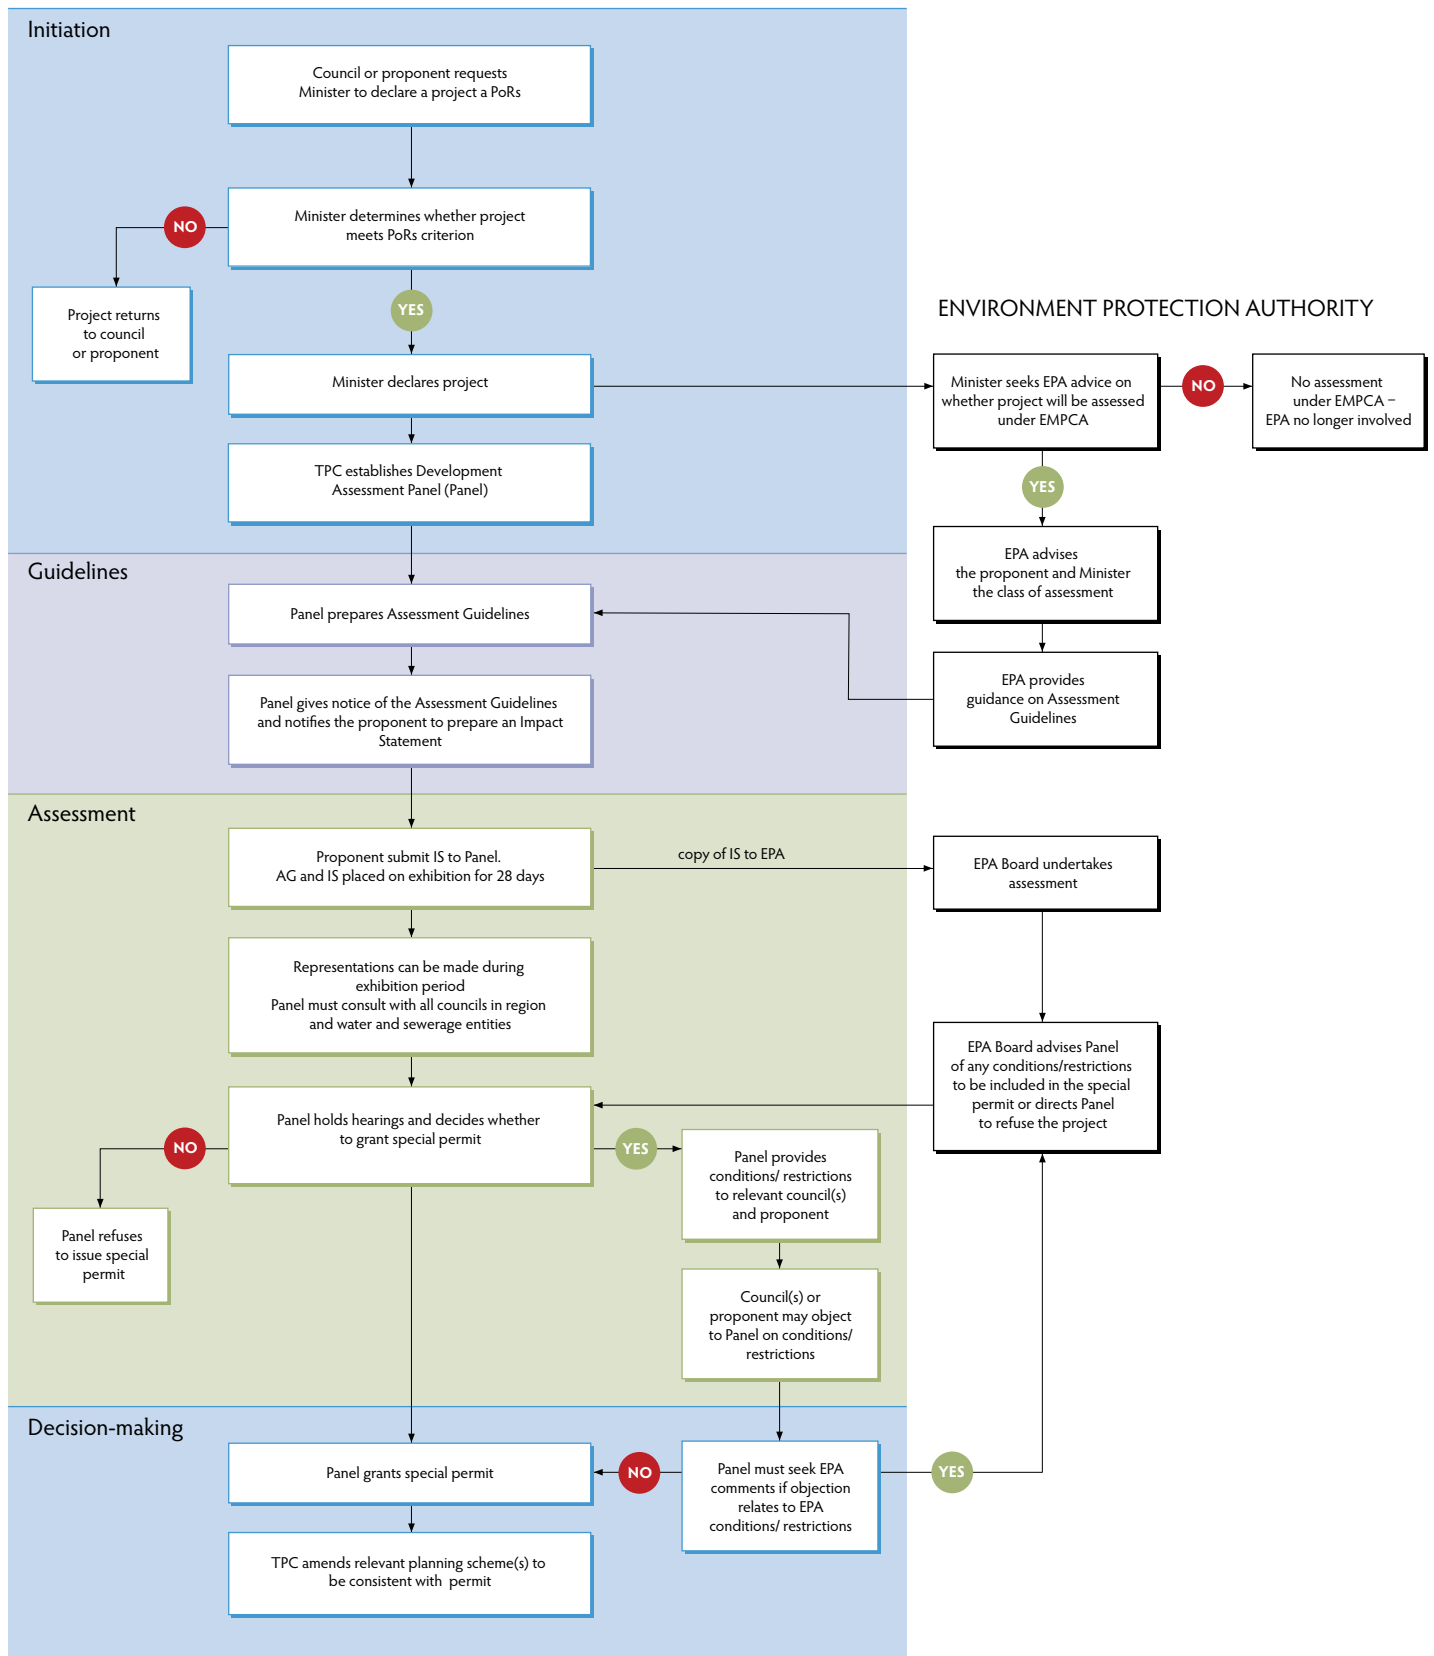 Initiation
Council or proponent requests
Minister to declare a project a PoRs
Minister determines whether project
meets PoRs criterion
NO
Project returns
to council
or proponent
YES
Minister declares project
TPC establishes Development
Assessment Panel (Panel)
ENVIRONMENT PROTECTION AUTHORITY
Minister seeks EPA advice on
whether project will be assessed
under EMPCA
NO
No assessment
under EMPCA –
EPA no longer involved
YES
EPA advises
the proponent and Minister
the class of assessment
EPA provides
guidance on Assessment
Guidelines
Guidelines
Panel prepares Assessment Guidelines
Panel gives notice of the Assessment Guidelines
and notifies the proponent to prepare an Impact
Statement
Assessment
Proponent submit IS to Panel.
AG and IS placed on exhibition for 28 days
copy of IS to EPA
EPA Board undertakes
assessment
Representations can be made during
exhibition period
Panel must consult with all councils in region
and water and sewerage entities
EPA Board advises Panel
of any conditions/restrictions
to be included in the special
permit or directs Panel
to refuse the project
Panel holds hearings and decides whether
to grant special permit
NO
Panel refuses
to issue special
permit
YES
Panel provides
conditions/ restrictions
to relevant council(s)
and proponent
Council(s) or
proponent may object
to Panel on conditions/
restrictions
Decision-making
Panel grants special permit
NO
Panel must seek EPA
comments if objection
relates to EPA
conditions/ restrictions
YES
TPC amends relevant planning scheme(s) to
be consistent with permit